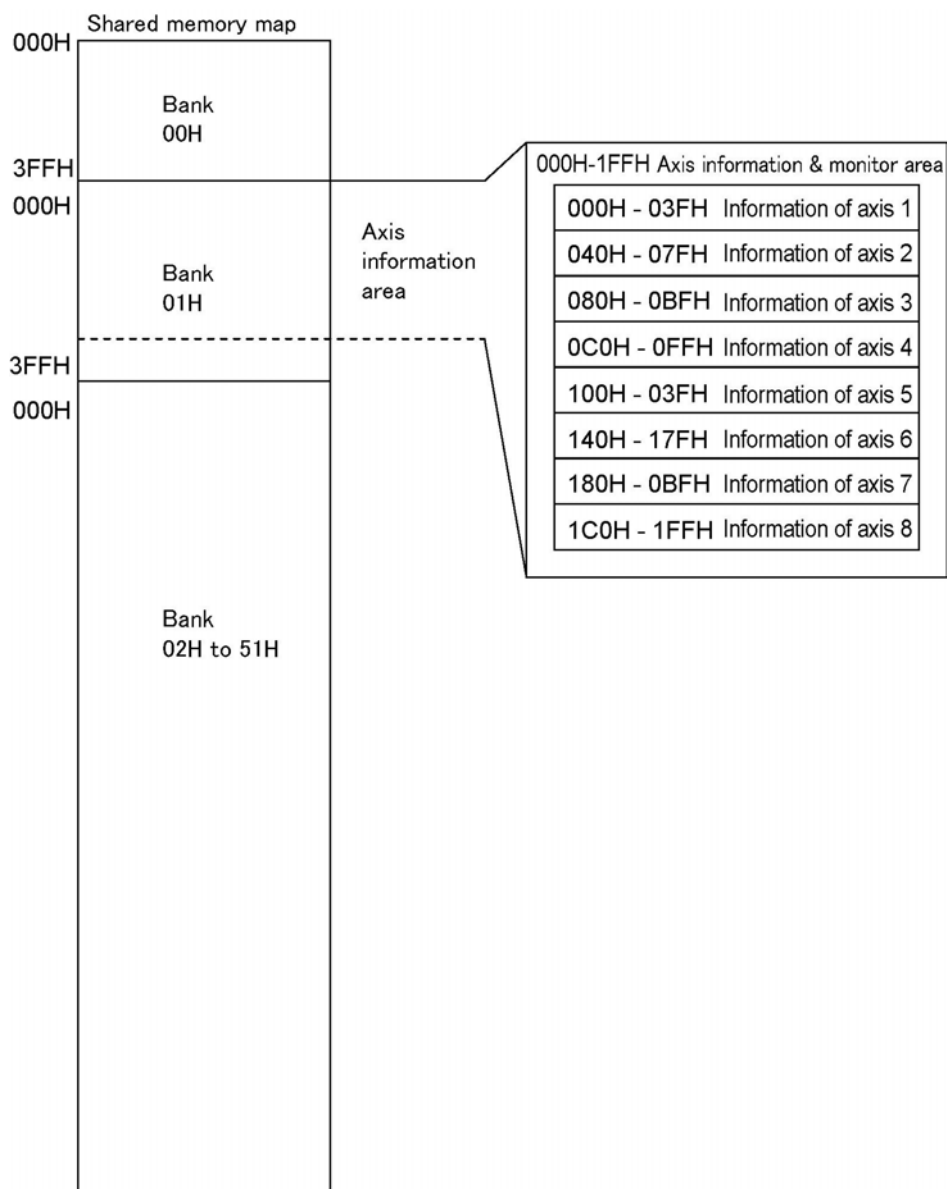 Shared memory map
000H
Bank
00H
3FFH
000H
Bank
01H
Axis
information
area
3FFH
000H
Bank
02H to 51H
000H-1FFH Axis information & monitor area
000H - 03FH Information of axis 1
040H - 07FH Information of axis 2
080H - 0BFH Information of axis 3
0C0H - 0FFH Information of axis 4
100H - 03FH Information of axis 5
140H - 17FH Information of axis 6
180H - 0BFH Information of axis 7
1C0H - 1FFH Information of axis 8